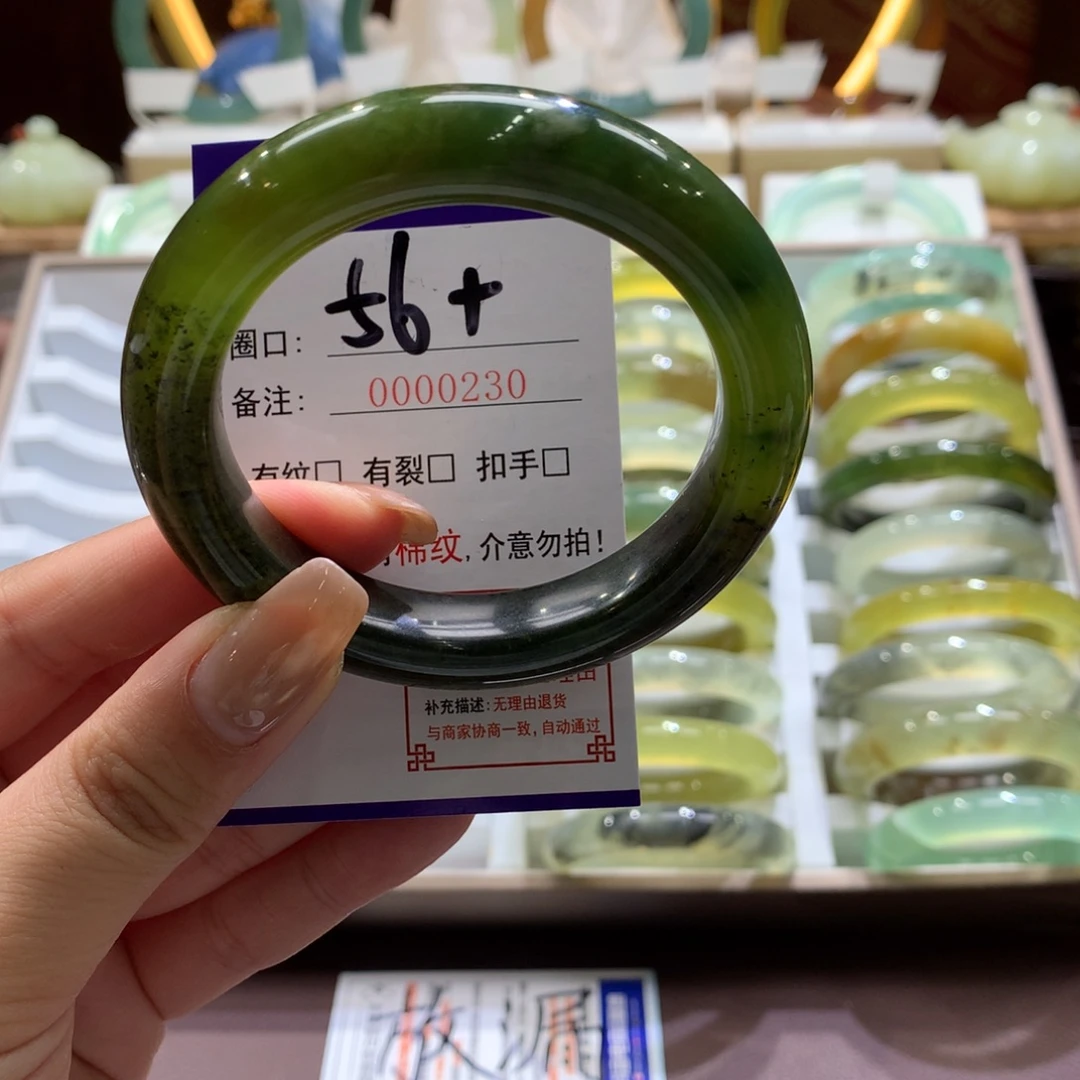 圈口: 56+
备注: 0000230
有纹□ 有裂□ 扣手□
棉纹, 介意勿拍!
补充描述: 无理由退货
与商家协商一致, 自动通过